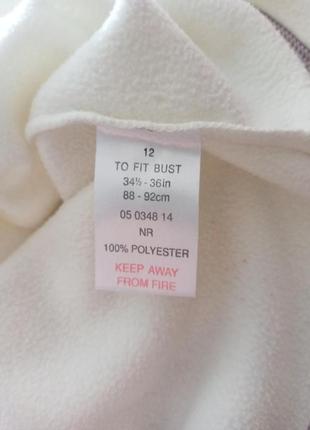 12
TO FIT BUST
34½ - 36in
88 - 92cm
05 0348 14
NR
100% POLYESTER
KEEP AWAY
FROM FIRE